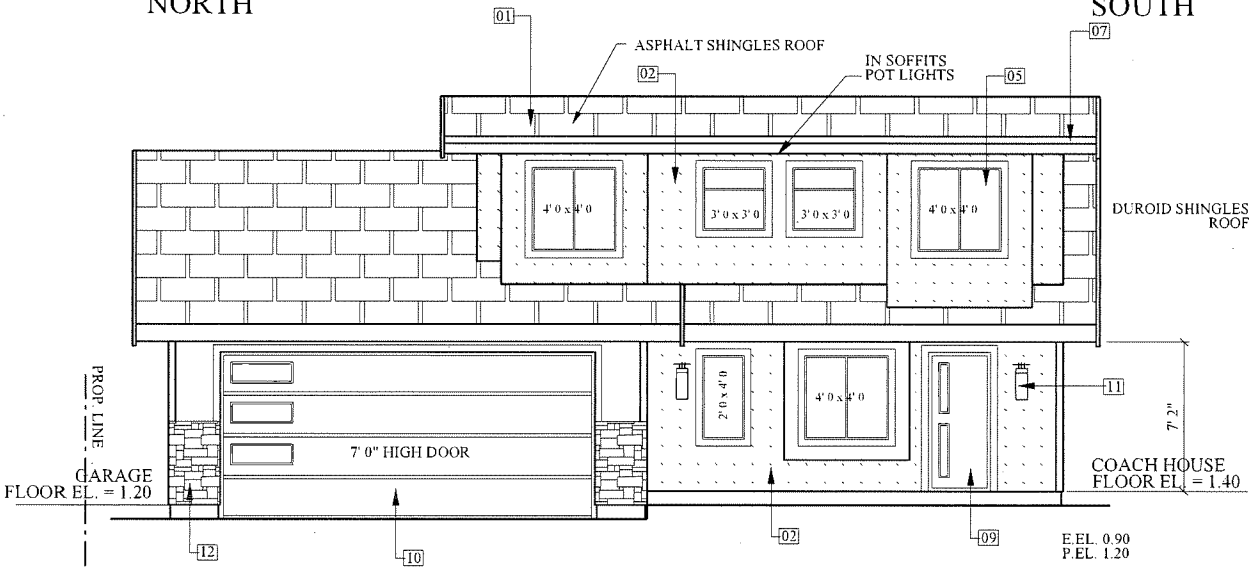 NORTH
SOUTH
01
07
ASPHALT SHINGLES ROOF
02
IN SOFFITS
POT LIGHTS
05
4' 0 x 4' 0
3' 0 x 3' 0
3' 0 x 3' 0
4' 0 x 4' 0
DUROID SHINGLES
ROOF
PROP. LINE
2' 0 x 4' 0
4' 0 x 4' 0
11
7' 2"
7' 0" HIGH DOOR
GARAGE
FLOOR EL. = 1.20
COACH HOUSE
FLOOR EL. = 1.40
12
10
02
09
E.EL. 0.90
P.EL. 1.20